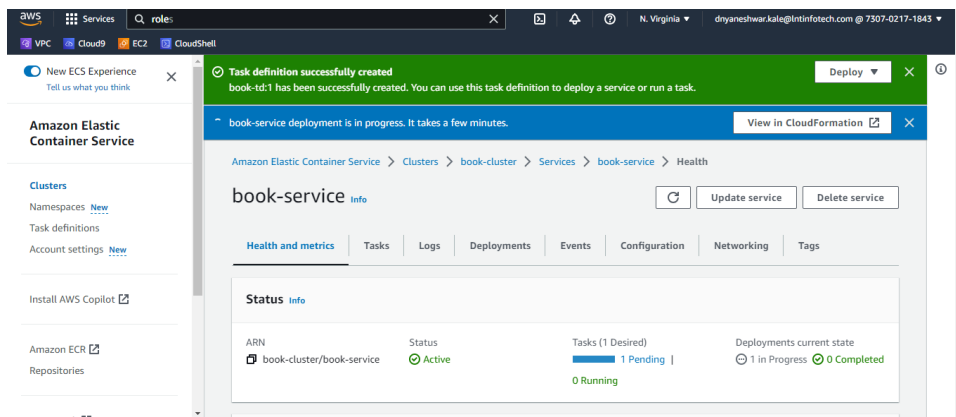 aws Services roles N. Virginia ▼ dnyaneshwar.kale@lntinfotech.com @ 7307-0217-1843 ▼
VPC Cloud9 EC2 CloudShell
New ECS Experience
Tell us what you think
Amazon Elastic
Container Service
Clusters
Namespaces New
Task definitions
Account settings New
Install AWS Copilot
Amazon ECR
Repositories
Task definition successfully created Deploy ▼
book-td:1 has been successfully created. You can use this task definition to deploy a service or run a task.
book-service deployment is in progress. It takes a few minutes. View in CloudFormation
Amazon Elastic Container Service > Clusters > book-cluster > Services > book-service > Health
book-service Info Update service Delete service
Health and metrics Tasks Logs Deployments Events Configuration Networking Tags
Status Info
ARN Status Tasks (1 Desired) Deployments current state
book-cluster/book-service Active 1 Pending | 1 in Progress 0 Completed
0 Running